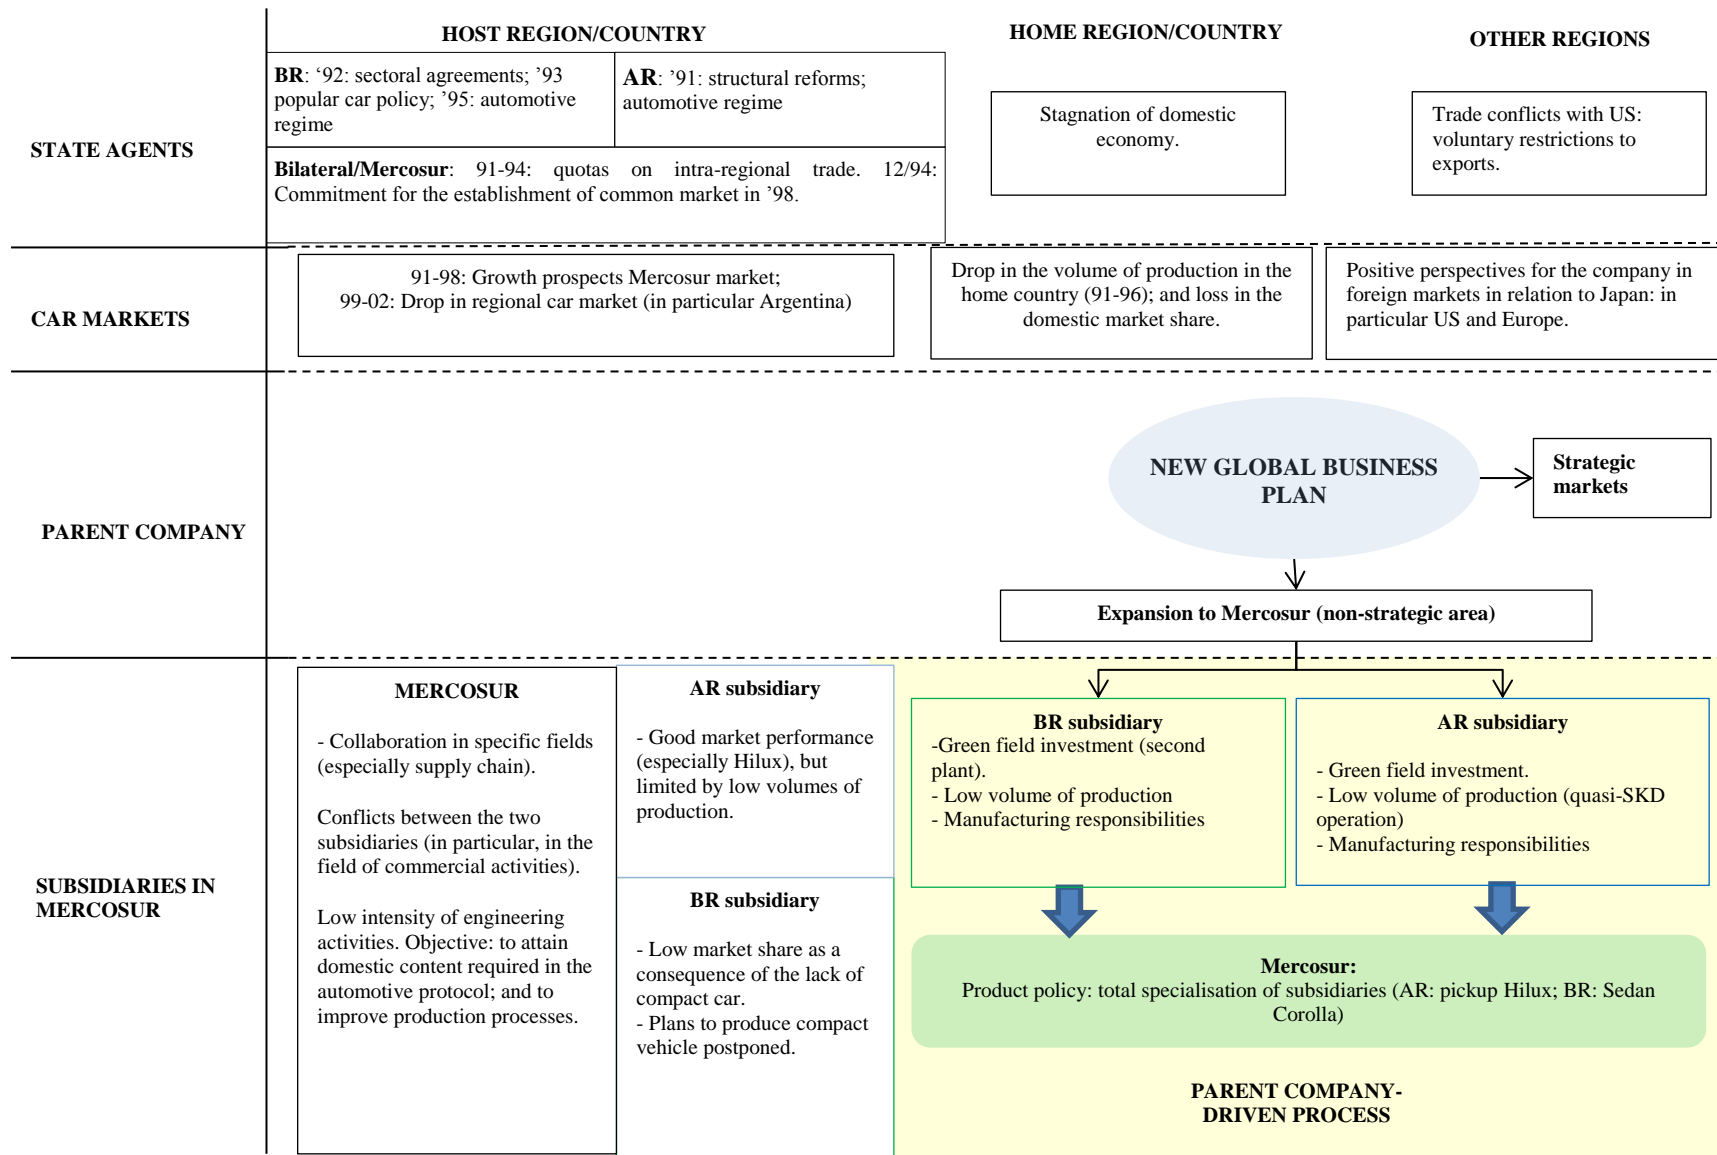 HOST REGION/COUNTRY
HOME REGION/COUNTRY
OTHER REGIONS
STATE AGENTS
BR: ‘92: sectoral agreements; ’93
popular car policy; ’95: automotive
regime
AR: ’91: structural reforms;
automotive regime
Bilateral/Mercosur: 91-94: quotas on intra-regional trade. 12/94:
Commitment for the establishment of common market in ’98.
Stagnation of domestic
economy.
Trade conflicts with US:
voluntary restrictions to
exports.
CAR MARKETS
91-98: Growth prospects Mercosur market;
99-02: Drop in regional car market (in particular Argentina)
Drop in the volume of production in the
home country (91-96); and loss in the
domestic market share.
Positive perspectives for the company in
foreign markets in relation to Japan: in
particular US and Europe.
PARENT COMPANY
NEW GLOBAL BUSINESS
PLAN
Strategic
markets
Expansion to Mercosur (non-strategic area)
SUBSIDIARIES IN
MERCOSUR
MERCOSUR
- Collaboration in specific fields
(especially supply chain).
Conflicts between the two
subsidiaries (in particular, in the
field of commercial activities).
Low intensity of engineering
activities. Objective: to attain
domestic content required in the
automotive protocol; and to
improve production processes.
AR subsidiary
- Good market performance
(especially Hilux), but
limited by low volumes of
production.
BR subsidiary
- Low market share as a
consequence of the lack of
compact car.
- Plans to produce compact
vehicle postponed.
BR subsidiary
-Green field investment (second
plant).
- Low volume of production
- Manufacturing responsibilities
AR subsidiary
- Green field investment.
- Low volume of production (quasi-SKD
operation)
- Manufacturing responsibilities
Mercosur:
Product policy: total specialisation of subsidiaries (AR: pickup Hilux; BR: Sedan
Corolla)
PARENT COMPANY-
DRIVEN PROCESS